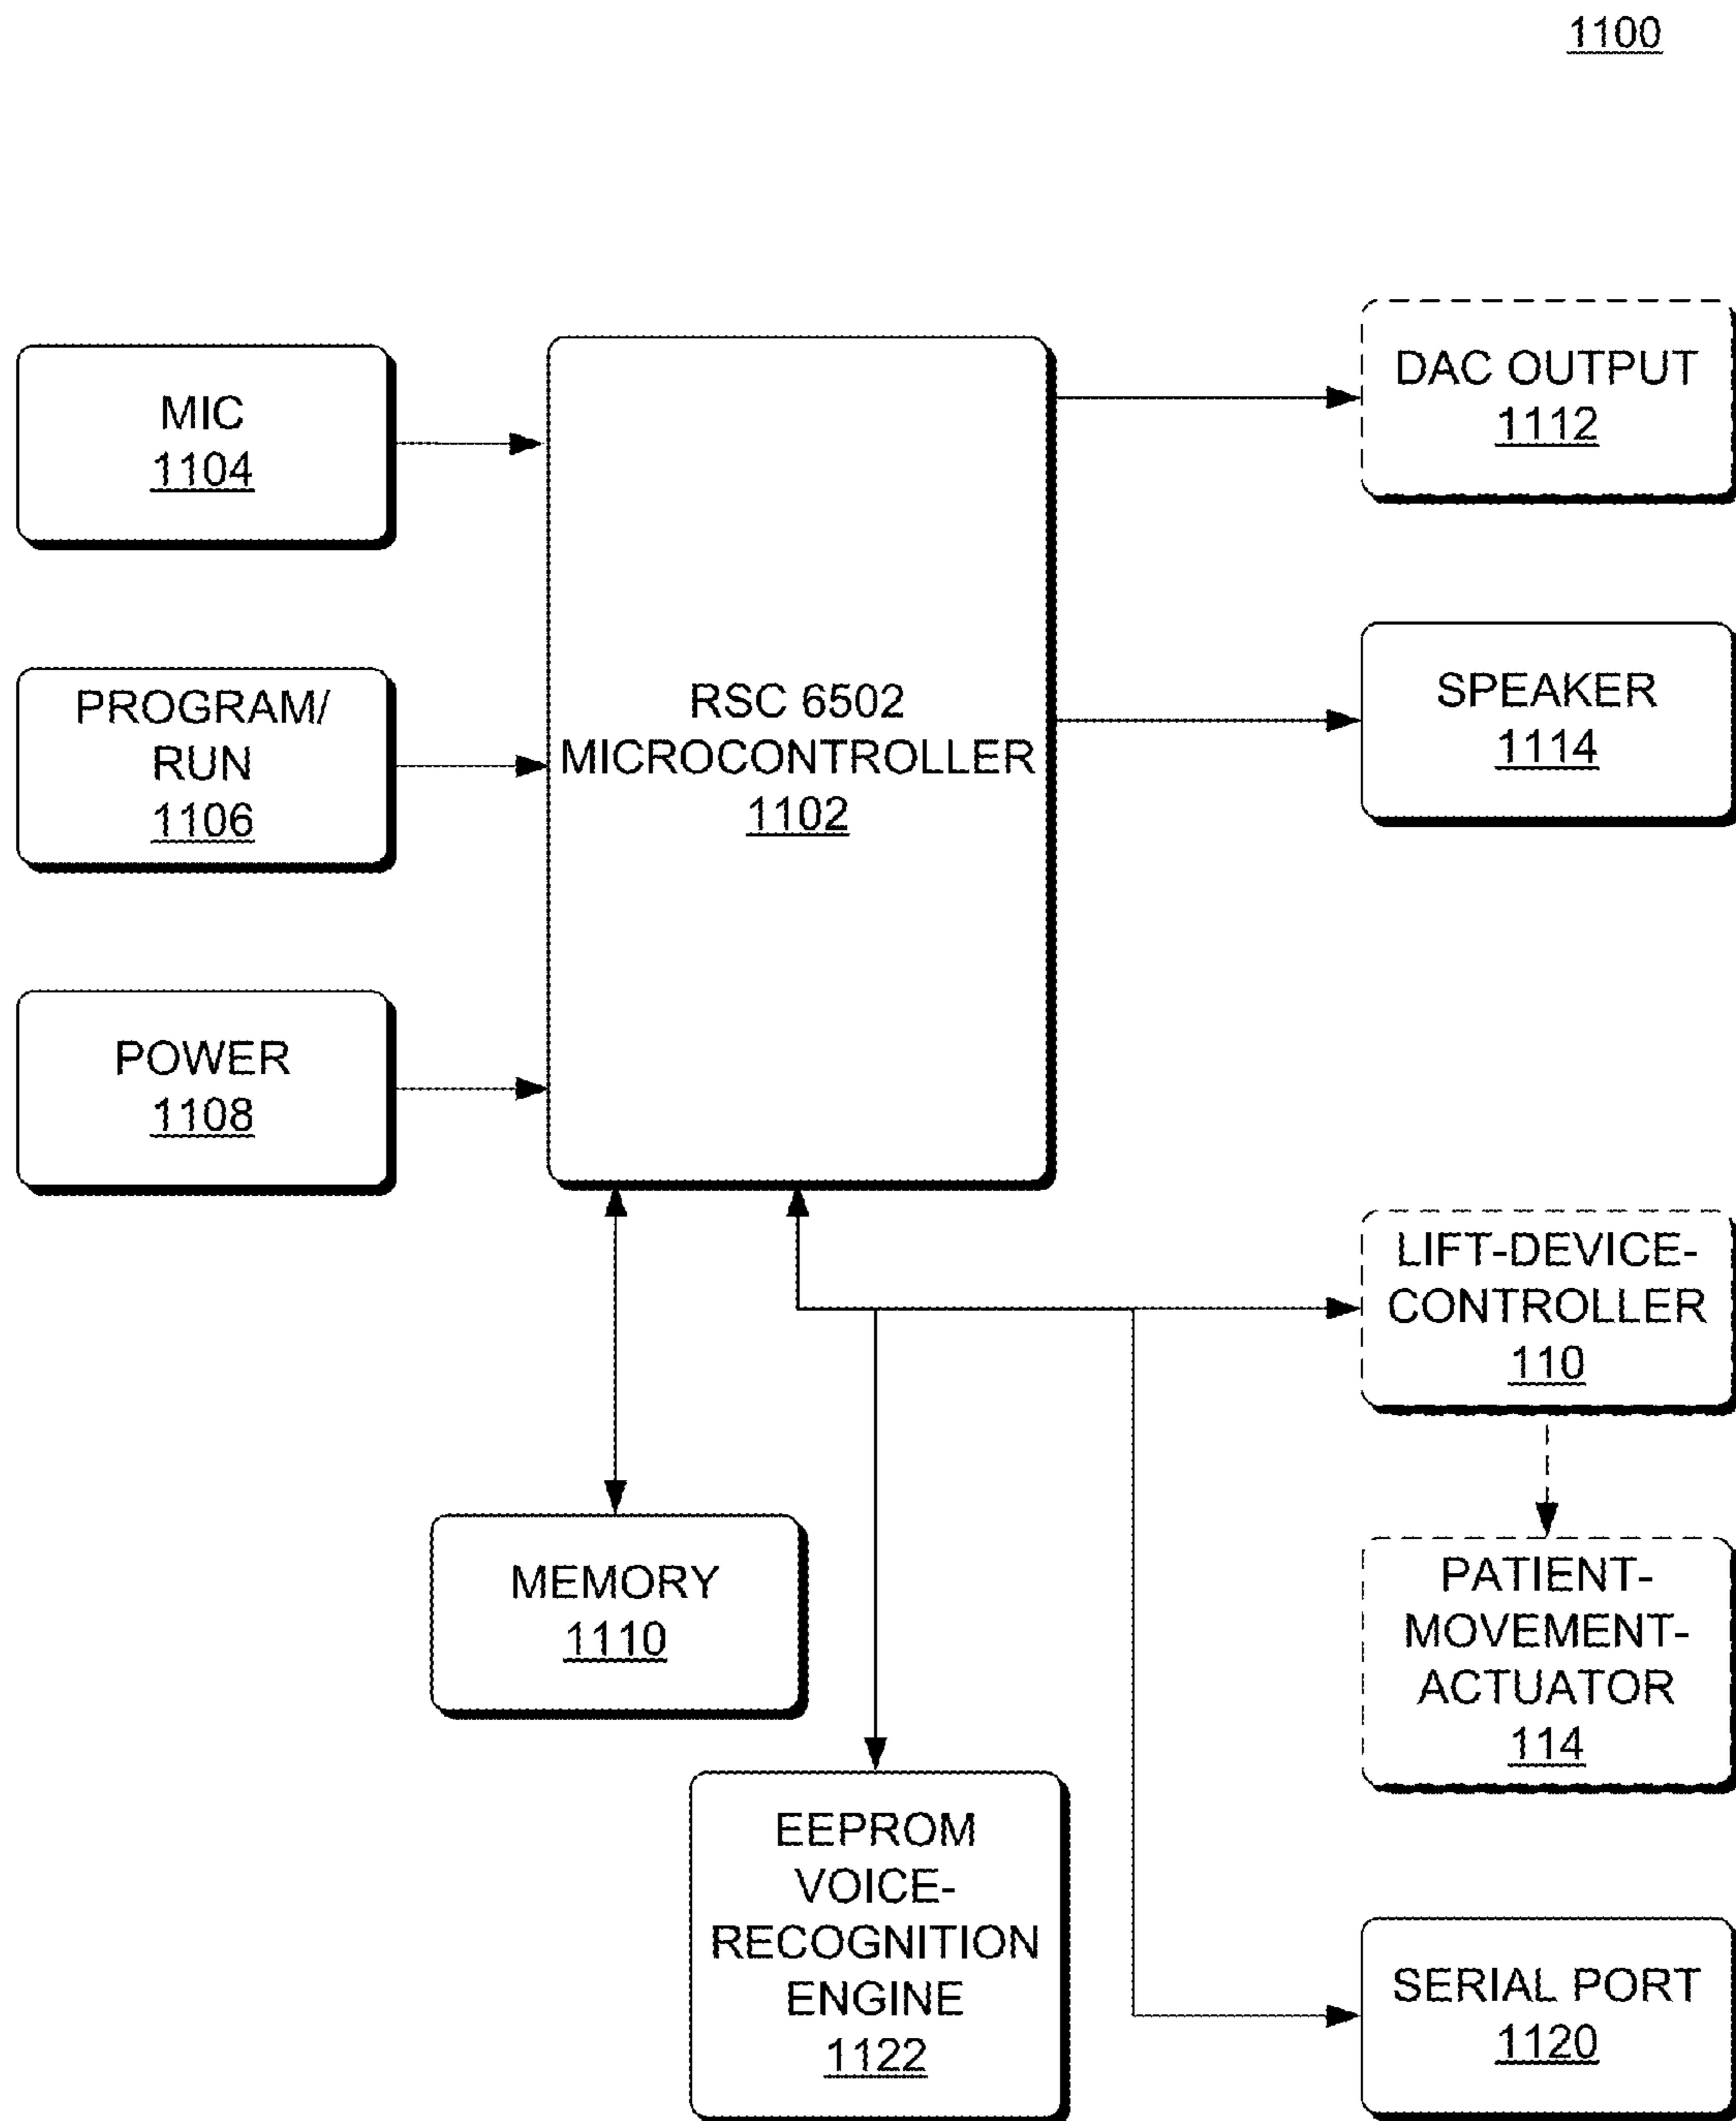 1100
MIC
1104
PROGRAM/
RUN
1106
POWER
1108
RSC 6502
MICROCONTROLLER
1102
DAC OUTPUT
1112
SPEAKER
1114
LIFT-DEVICE-
CONTROLLER
110
PATIENT-
MOVEMENT-
ACTUATOR
114
MEMORY
1110
EEPROM
VOICE-
RECOGNITION
ENGINE
1122
SERIAL PORT
1120